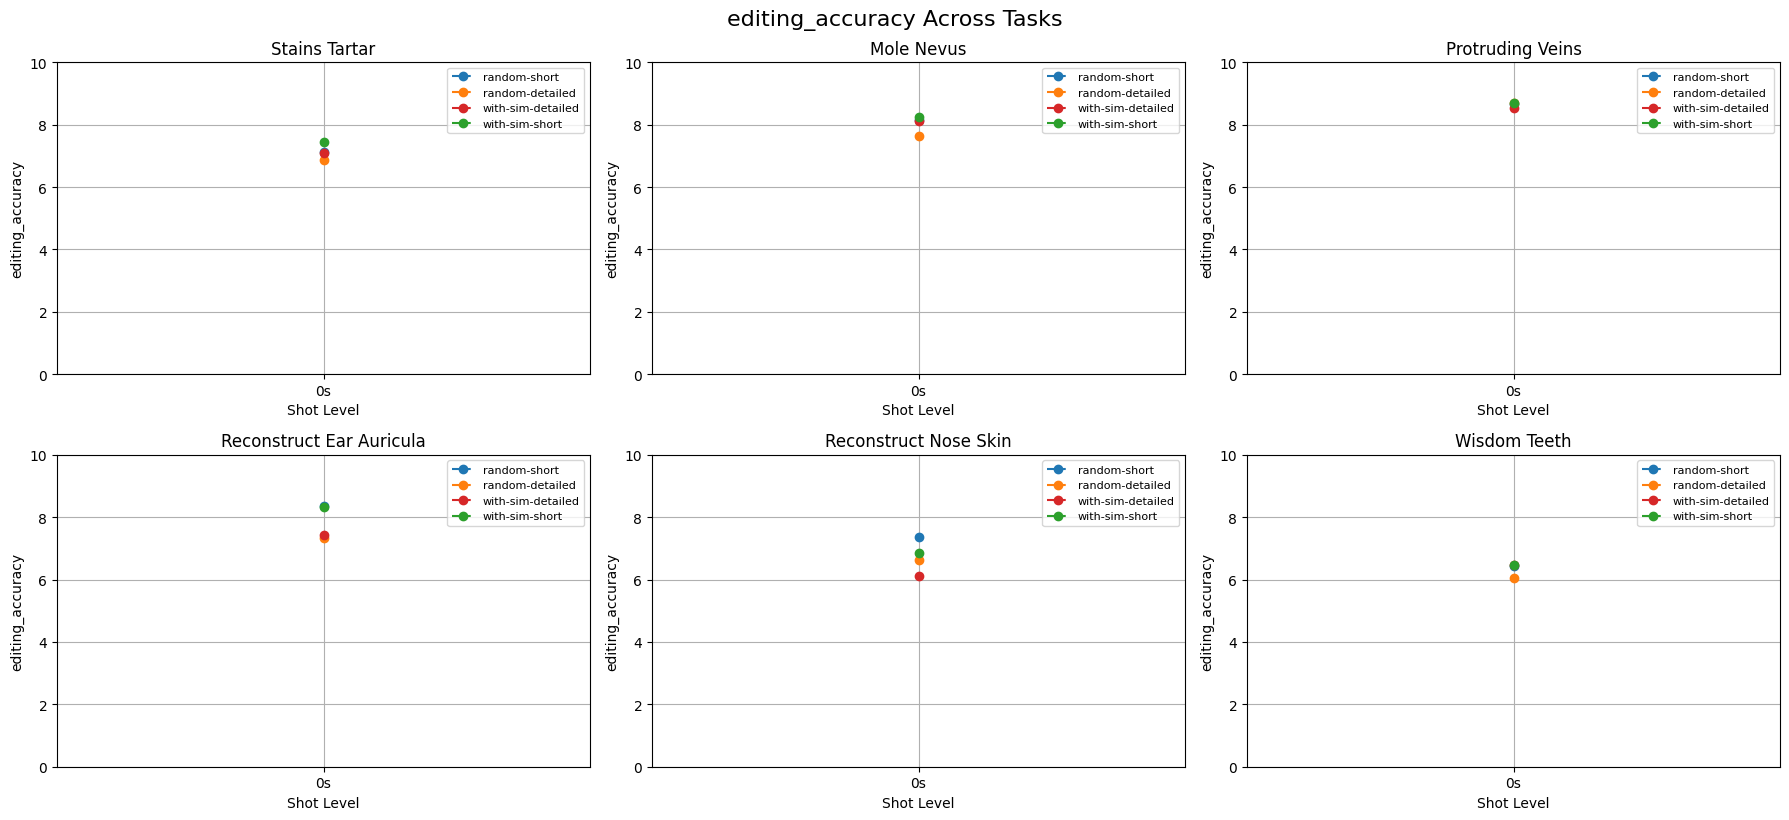 editing_accuracy Across Tasks
Stains Tartar
10
8
6
4
2
0
editing_accuracy
0s
Shot Level
random-short
random-detailed
with-sim-detailed
with-sim-short
Mole Nevus
10
8
6
4
2
0
editing_accuracy
0s
Shot Level
random-short
random-detailed
with-sim-detailed
with-sim-short
Protruding Veins
10
8
6
4
2
0
editing_accuracy
0s
Shot Level
random-short
random-detailed
with-sim-detailed
with-sim-short
Reconstruct Ear Auricula
10
8
6
4
2
0
editing_accuracy
0s
Shot Level
random-short
random-detailed
with-sim-detailed
with-sim-short
Reconstruct Nose Skin
10
8
6
4
2
0
editing_accuracy
0s
Shot Level
random-short
random-detailed
with-sim-detailed
with-sim-short
Wisdom Teeth
10
8
6
4
2
0
editing_accuracy
0s
Shot Level
random-short
random-detailed
with-sim-detailed
with-sim-short